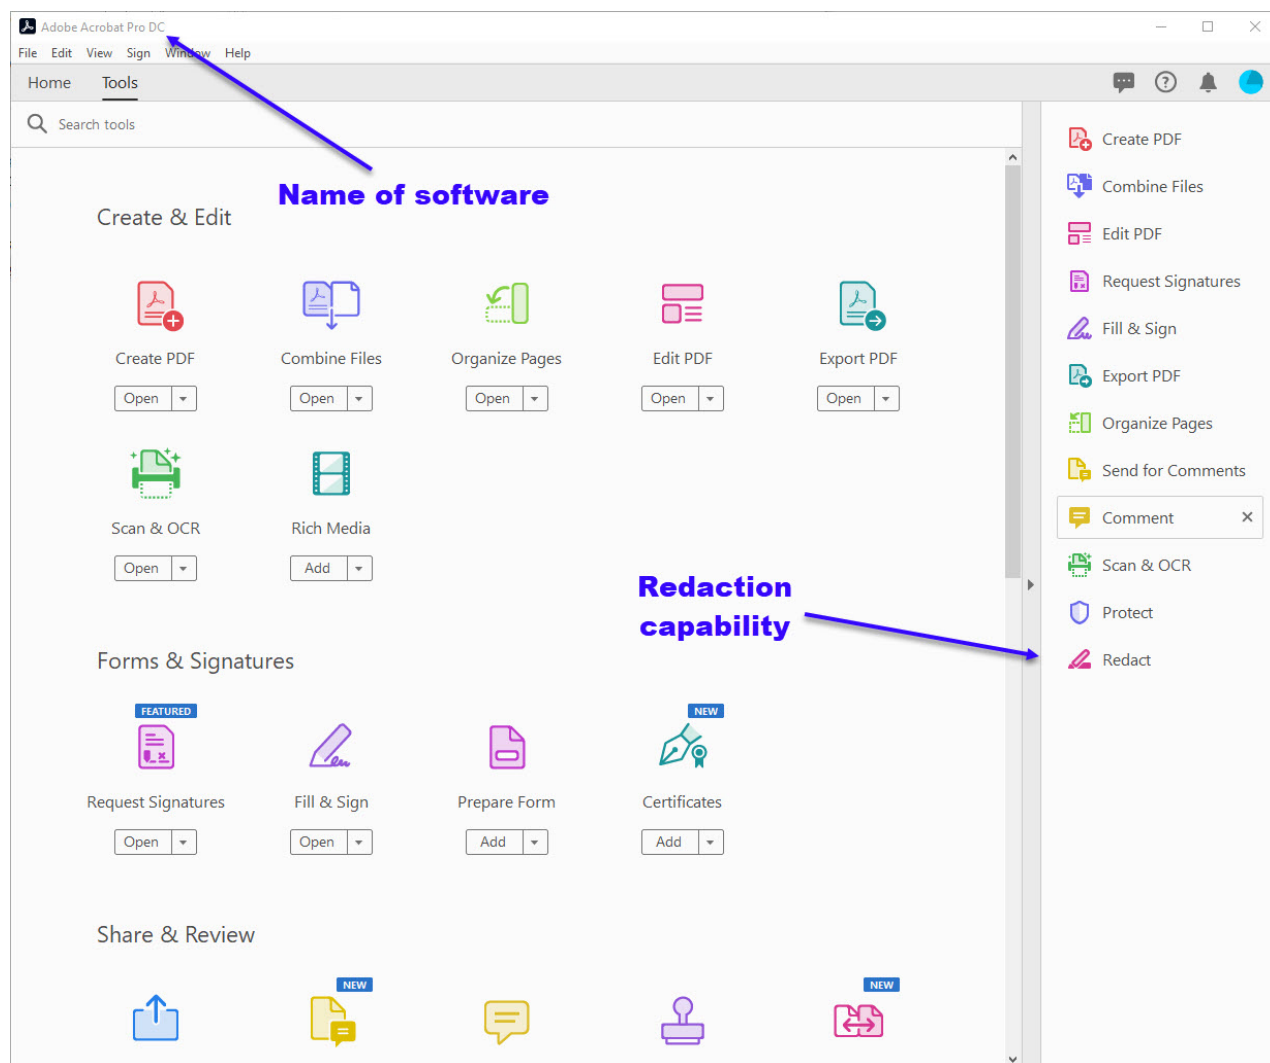 Adobe Acrobat Pro DC
File Edit View Sign Window Help
Home Tools
Search tools
Name of software
Create & Edit
Create PDF Combine Files Organize Pages Edit PDF Export PDF
Open Open Open Open Open
Scan & OCR Rich Media
Open Add
Redaction
capability
Forms & Signatures
FEATURED NEW
Request Signatures Fill & Sign Prepare Form Certificates
Open Open Add Add
Share & Review
NEW NEW
Create PDF
Combine Files
Edit PDF
Request Signatures
Fill & Sign
Export PDF
Organize Pages
Send for Comments
Comment
Scan & OCR
Protect
Redact